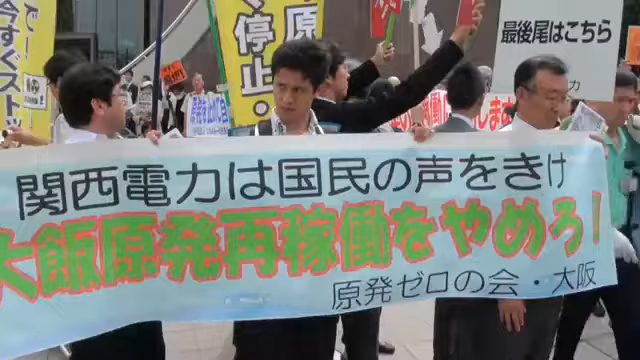 最後尾はこちら
今すぐスト
停止
関西電力は国民の声をきけ
大飯原発再稼働をやめろ!
原発ゼロの会・大阪